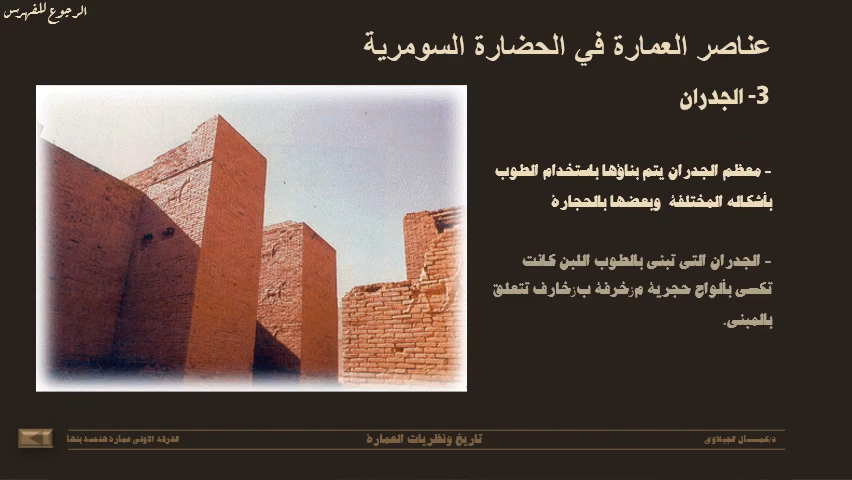 الرجوع للفهرس
عناصر العمارة في الحضارة السومرية
3- الجدران
- معظم الجدران يتم بناؤها باستخدام الطوب
بأشكاله المختلفة وبعضها بالحجارة
- الجدران التى تبنى بالطوب اللبن كانت
تكسى بألواح حجرية مزخرفة بزخارف تتعلق
بالمبنى.
د/كمـــال الجبلاوى
تاريخ ونظريات العمارة
الفرقة الاولى عمارة هندسة بنها